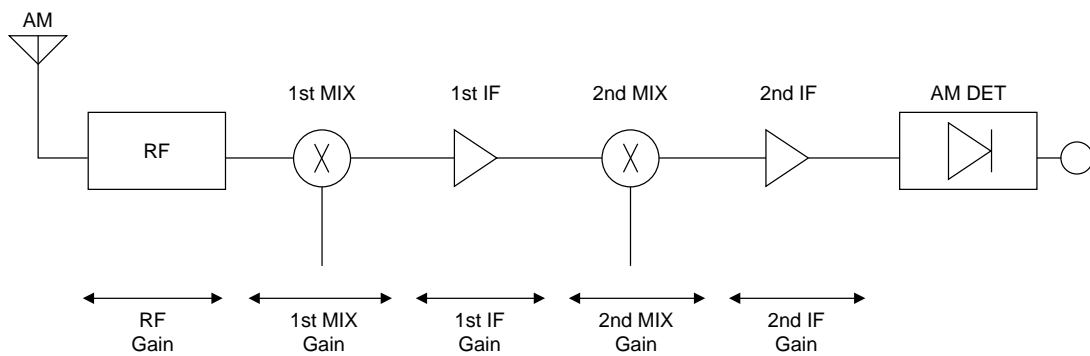 AM
1st MIX
1st IF
2nd MIX
2nd IF
AM DET
RF
X
X
RF
Gain
1st MIX
Gain
1st IF
Gain
2nd MIX
Gain
2nd IF
Gain